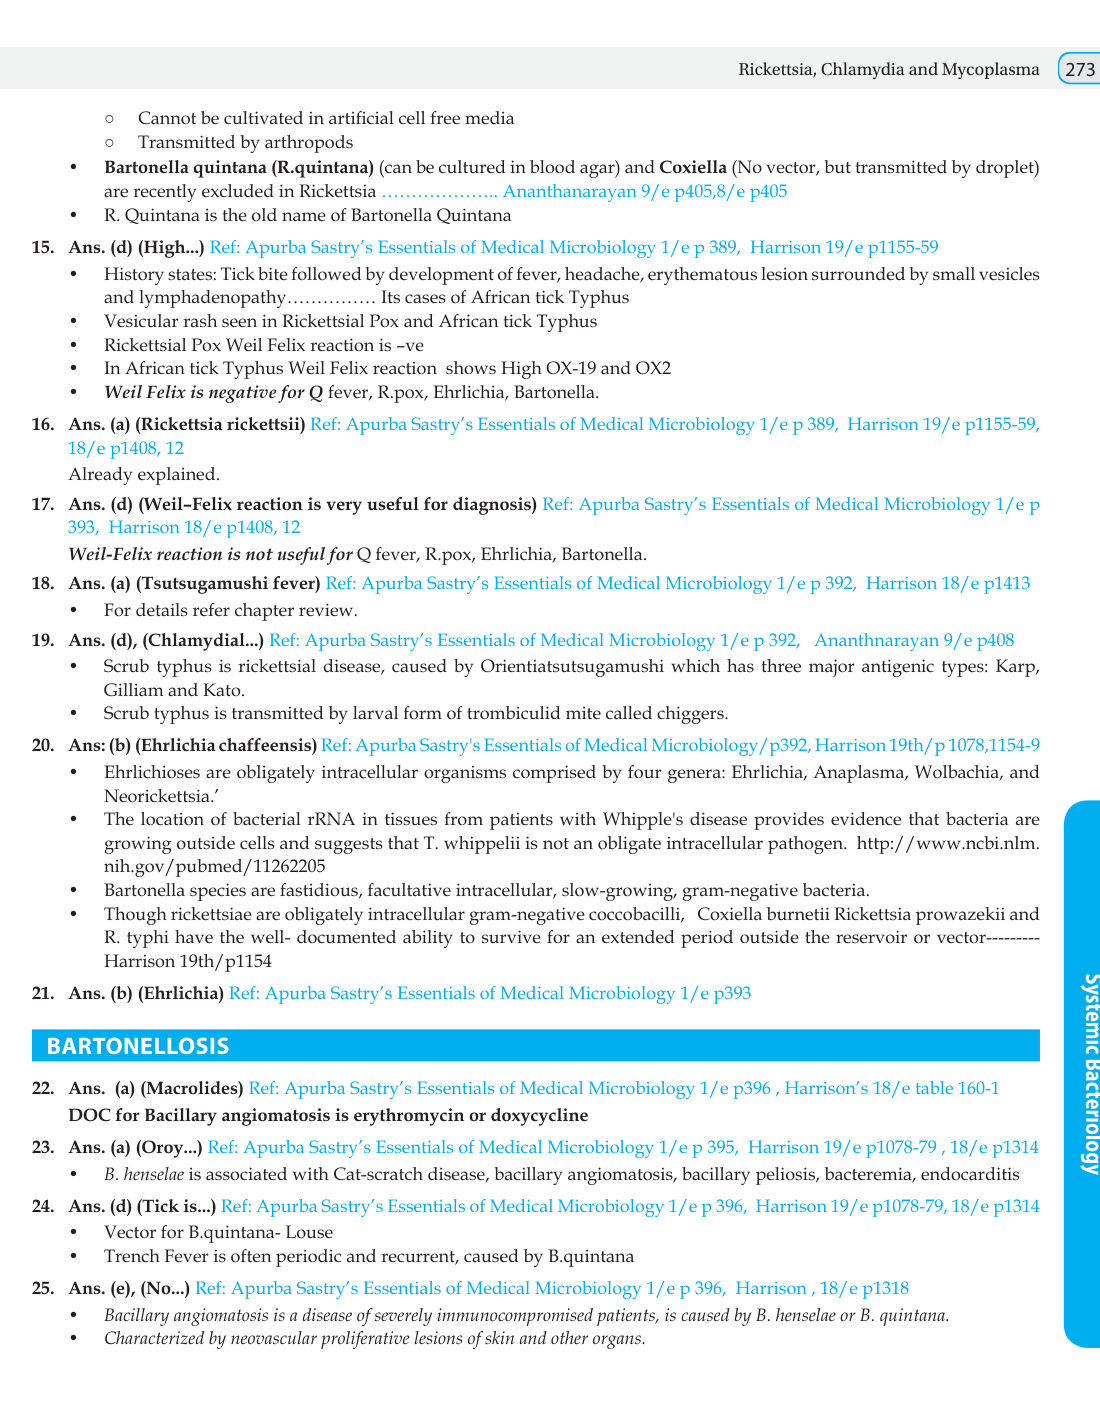 Rickettsia, Chlamydia and Mycoplasma 273
○ Cannot be cultivated in artificial cell free media
○ Transmitted by arthropods
• Bartonella quintana (R.quintana) (can be cultured in blood agar) and Coxiella (No vector, but transmitted by droplet)
are recently excluded in Rickettsia ……………….. Ananthanarayan 9/e p405,8/e p405
• R. Quintana is the old name of Bartonella Quintana
15. Ans. (d) (High...) Ref: Apurba Sastry’s Essentials of Medical Microbiology 1/e p 389, Harrison 19/e p1155-59
• History states: Tick bite followed by development of fever, headache, erythematous lesion surrounded by small vesicles
and lymphadenopathy…………… Its cases of African tick Typhus
• Vesicular rash seen in Rickettsial Pox and African tick Typhus
• Rickettsial Pox Weil Felix reaction is –ve
• In African tick Typhus Weil Felix reaction shows High OX-19 and OX2
• Weil Felix is negative for Q fever, R.pox, Ehrlichia, Bartonella.
16. Ans. (a) (Rickettsia rickettsii) Ref: Apurba Sastry’s Essentials of Medical Microbiology 1/e p 389, Harrison 19/e p1155-59,
18/e p1408, 12
Already explained.
17. Ans. (d) (Weil–Felix reaction is very useful for diagnosis) Ref: Apurba Sastry’s Essentials of Medical Microbiology 1/e p
393, Harrison 18/e p1408, 12
Weil-Felix reaction is not useful for Q fever, R.pox, Ehrlichia, Bartonella.
18. Ans. (a) (Tsutsugamushi fever) Ref: Apurba Sastry’s Essentials of Medical Microbiology 1/e p 392, Harrison 18/e p1413
• For details refer chapter review.
19. Ans. (d), (Chlamydial...) Ref: Apurba Sastry’s Essentials of Medical Microbiology 1/e p 392, Ananthnarayan 9/e p408
• Scrub typhus is rickettsial disease, caused by Orientiatsutsugamushi which has three major antigenic types: Karp,
Gilliam and Kato.
• Scrub typhus is transmitted by larval form of trombiculid mite called chiggers.
20. Ans: (b) (Ehrlichia chaffeensis) Ref: Apurba Sastry's Essentials of Medical Microbiology/p392, Harrison 19th/p 1078,1154-9
• Ehrlichioses are obligately intracellular organisms comprised by four genera: Ehrlichia, Anaplasma, Wolbachia, and
Neorickettsia.’
• The location of bacterial rRNA in tissues from patients with Whipple's disease provides evidence that bacteria are
growing outside cells and suggests that T. whippelii is not an obligate intracellular pathogen. http://www.ncbi.nlm.
nih.gov/pubmed/11262205
• Bartonella species are fastidious, facultative intracellular, slow-growing, gram-negative bacteria.
• Though rickettsiae are obligately intracellular gram-negative coccobacilli, Coxiella burnetii Rickettsia prowazekii and
R. typhi have the well- documented ability to survive for an extended period outside the reservoir or vector---------
Harrison 19th/p1154
21. Ans. (b) (Ehrlichia) Ref: Apurba Sastry’s Essentials of Medical Microbiology 1/e p393
BARTONELLOSIS
22. Ans. (a) (Macrolides) Ref: Apurba Sastry’s Essentials of Medical Microbiology 1/e p396 , Harrison’s 18/e table 160-1
DOC for Bacillary angiomatosis is erythromycin or doxycycline
23. Ans. (a) (Oroy...) Ref: Apurba Sastry’s Essentials of Medical Microbiology 1/e p 395, Harrison 19/e p1078-79 , 18/e p1314
• B. henselae is associated with Cat-scratch disease, bacillary angiomatosis, bacillary peliosis, bacteremia, endocarditis
24. Ans. (d) (Tick is...) Ref: Apurba Sastry’s Essentials of Medical Microbiology 1/e p 396, Harrison 19/e p1078-79, 18/e p1314
• Vector for B.quintana- Louse
• Trench Fever is often periodic and recurrent, caused by B.quintana
25. Ans. (e), (No...) Ref: Apurba Sastry’s Essentials of Medical Microbiology 1/e p 396, Harrison , 18/e p1318
• Bacillary angiomatosis is a disease of severely immunocompromised patients, is caused by B. henselae or B. quintana.
• Characterized by neovascular proliferative lesions of skin and other organs.
Systemic Bacteriology